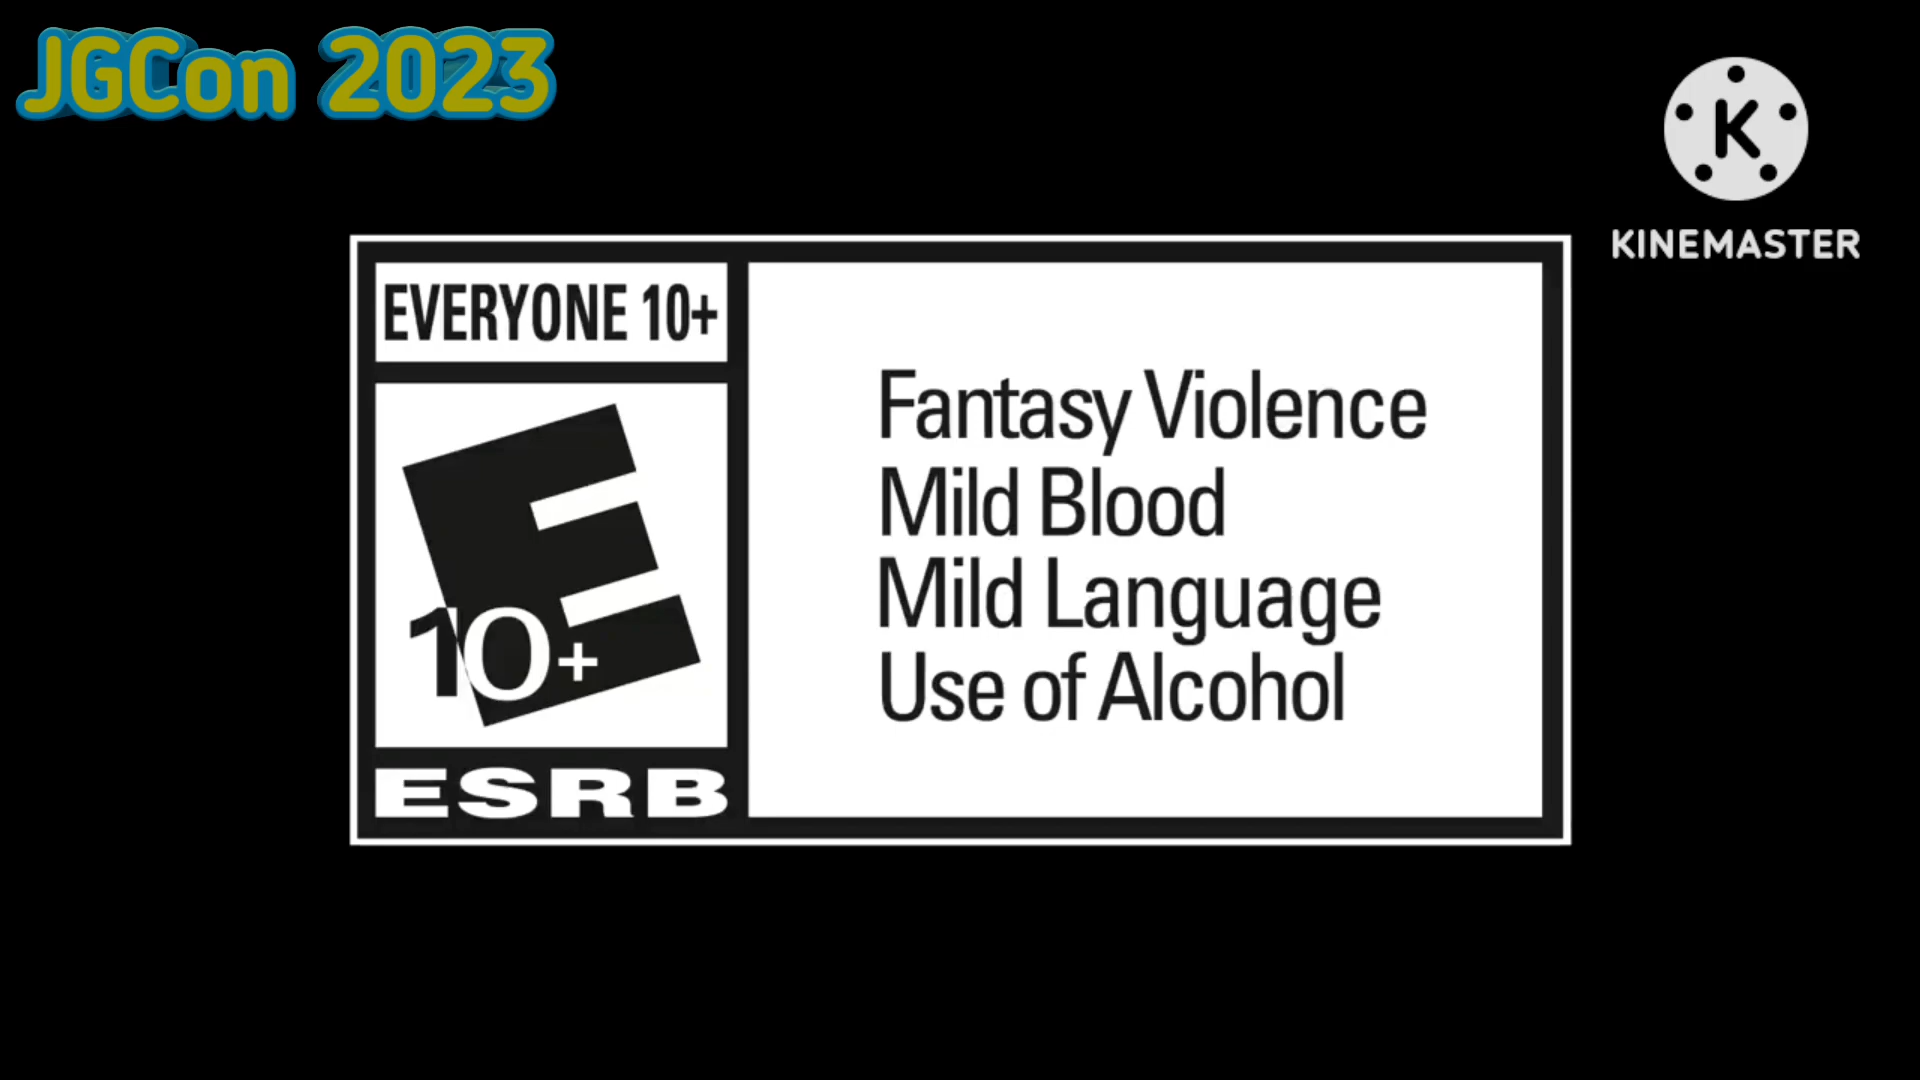 JGCon 2023
K
KINEMASTER
EVERYONE 10+
E
10+
ESRB
Fantasy Violence
Mild Blood
Mild Language
Use of Alcohol